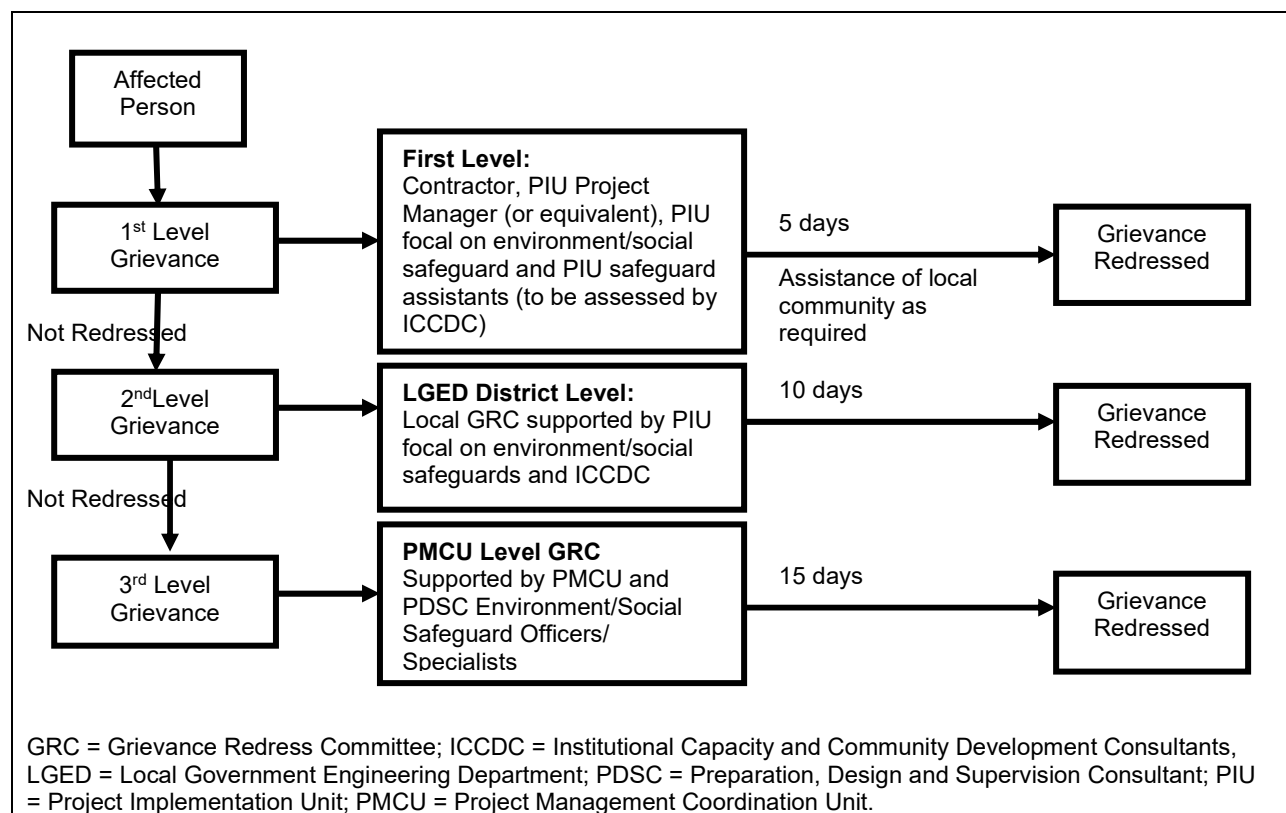 Affected
Person
1st Level
Grievance
First Level:
Contractor, PIU Project
Manager (or equivalent), PIU
focal on environment/social
safeguard and PIU safeguard
assistants (to be assessed by
ICCDC)
5 days
Assistance of local
community as
required
Grievance
Redressed
Not Redressed
2ndLevel
Grievance
LGED District Level:
Local GRC supported by PIU
focal on environment/social
safeguards and ICCDC
10 days
Grievance
Redressed
Not Redressed
3rd Level
Grievance
PMCU Level GRC
Supported by PMCU and
PDSC Environment/Social
Safeguard Officers/
Specialists
15 days
Grievance
Redressed
GRC = Grievance Redress Committee; ICCDC = Institutional Capacity and Community Development Consultants,
LGED = Local Government Engineering Department; PDSC = Preparation, Design and Supervision Consultant; PIU
= Project Implementation Unit; PMCU = Project Management Coordination Unit.